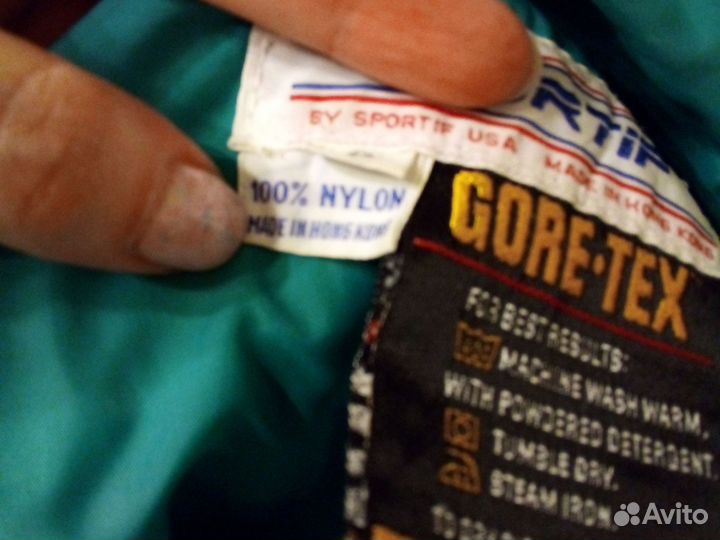 RTIF
BY SPORTIF USA MADE IN HONG KONG
100% NYLON
MADE IN HONG KONG
GORE-TEX
FOR BEST RESULTS:
MACHINE WASH WARM,
WITH POWDERED DETERGENT.
TUMBLE DRY.
STEAM IRON.
Avito